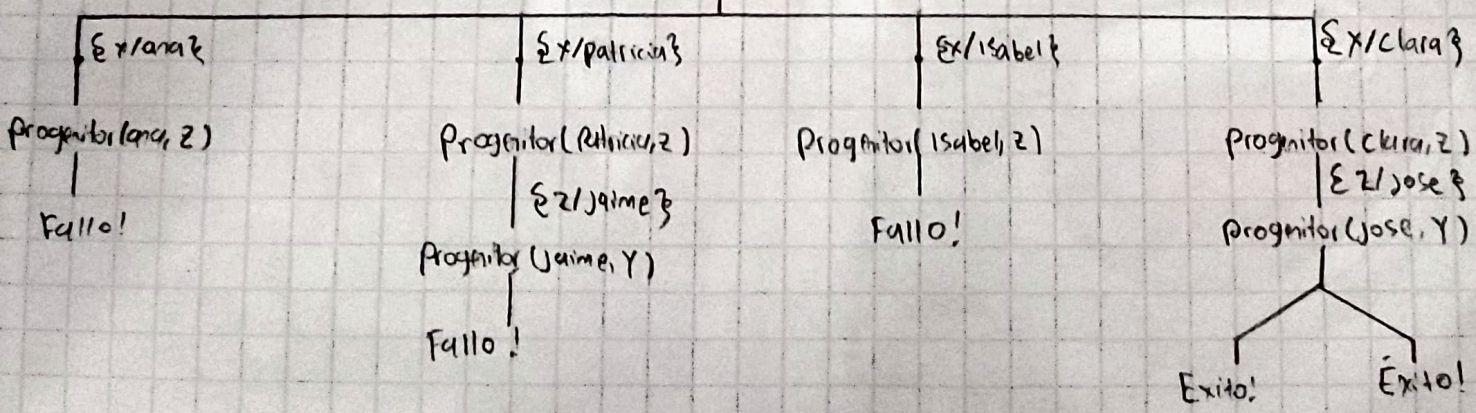 {x/ana}
{x/patricia}
{x/Isabel}
{x/Clara}
Progenitor(ana, Z)
Progenitor(Patricia, z)
Progenitor(Isabel, z)
Progenitor(Clara, Z)
{z/Jaime}
{z/Jose}
Fallo!
Fallo!
Progenitor(Jose, Y)
Progenitor(Jaime, Y)
Fallo!
Exito!
Éxito!